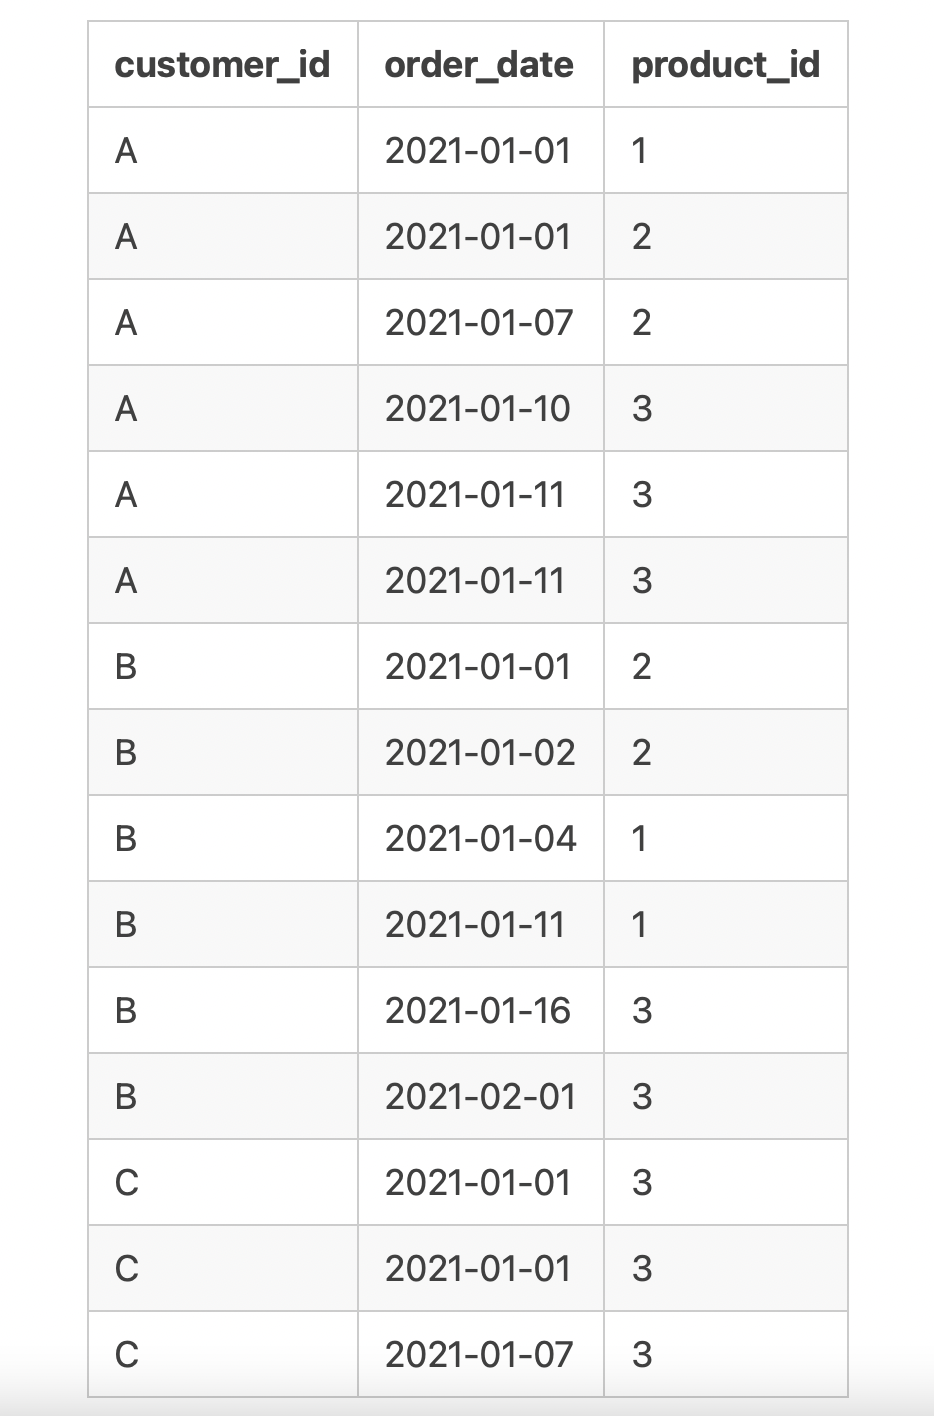 customer_id order_date product_id
A 2021-01-01 1
A 2021-01-01 2
A 2021-01-07 2
A 2021-01-10 3
A 2021-01-11 3
A 2021-01-11 3
B 2021-01-01 2
B 2021-01-02 2
B 2021-01-04 1
B 2021-01-11 1
B 2021-01-16 3
B 2021-02-01 3
C 2021-01-01 3
C 2021-01-01 3
C 2021-01-07 3